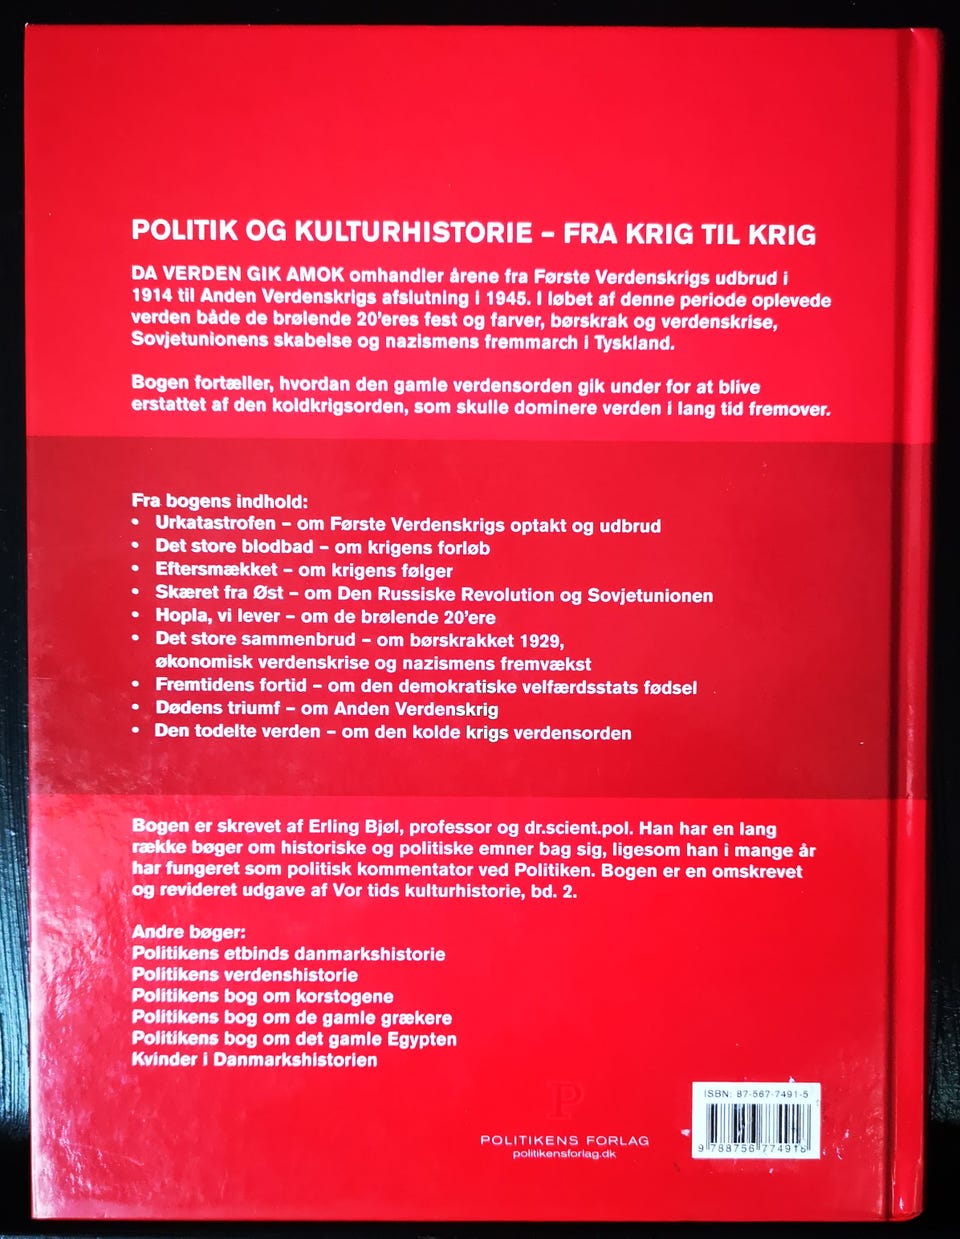 POLITIK OG KULTURHISTORIE – FRA KRIG TIL KRIG
DA VERDEN GIK AMOK omhandler årene fra Første Verdenskrigs udbrud i
1914 til Anden Verdenskrigs afslutning i 1945. I løbet af denne periode oplevede
verden både de brølende 20'eres fest og farver, børskrak og verdenskrise,
Sovjetunionens skabelse og nazismens fremmarch i Tyskland.
Bogen fortæller, hvordan den gamle verdensorden gik under for at blive
erstattet af den koldkrigsorden, som skulle dominere verden i lang tid fremover.
Fra bogens indhold:
• Urkatastrofen – om Første Verdenskrigs optakt og udbrud
• Det store blodbad – om krigens forløb
• Eftersmækket – om krigens følger
• Skæret fra Øst – om Den Russiske Revolution og Sovjetunionen
• Hopla, vi lever – om de brølende 20'ere
• Det store sammenbrud – om børskrakket 1929,
økonomisk verdenskrise og nazismens fremvækst
• Fremtidens fortid – om den demokratiske velfærdsstats fødsel
• Dødens triumf – om Anden Verdenskrig
• Den todelte verden – om den kolde krigs verdensorden
Bogen er skrevet af Erling Bjøl, professor og dr.scient.pol. Han har en lang
række bøger om historiske og politiske emner bag sig, ligesom han i mange år
har fungeret som politisk kommentator ved Politiken. Bogen er en omskrevet
og revideret udgave af Vor tids kulturhistorie, bd. 2.
Andre bøger:
Politikens etbinds danmarkshistorie
Politikens verdenshistorie
Politikens bog om korstogene
Politikens bog om de gamle grækere
Politikens bog om det gamle Egypten
Kvinder i Danmarkshistorien
P
POLITIKENS FORLAG
politikensforlag.dk
ISBN: 87-567-7491-5
9 788756 774918